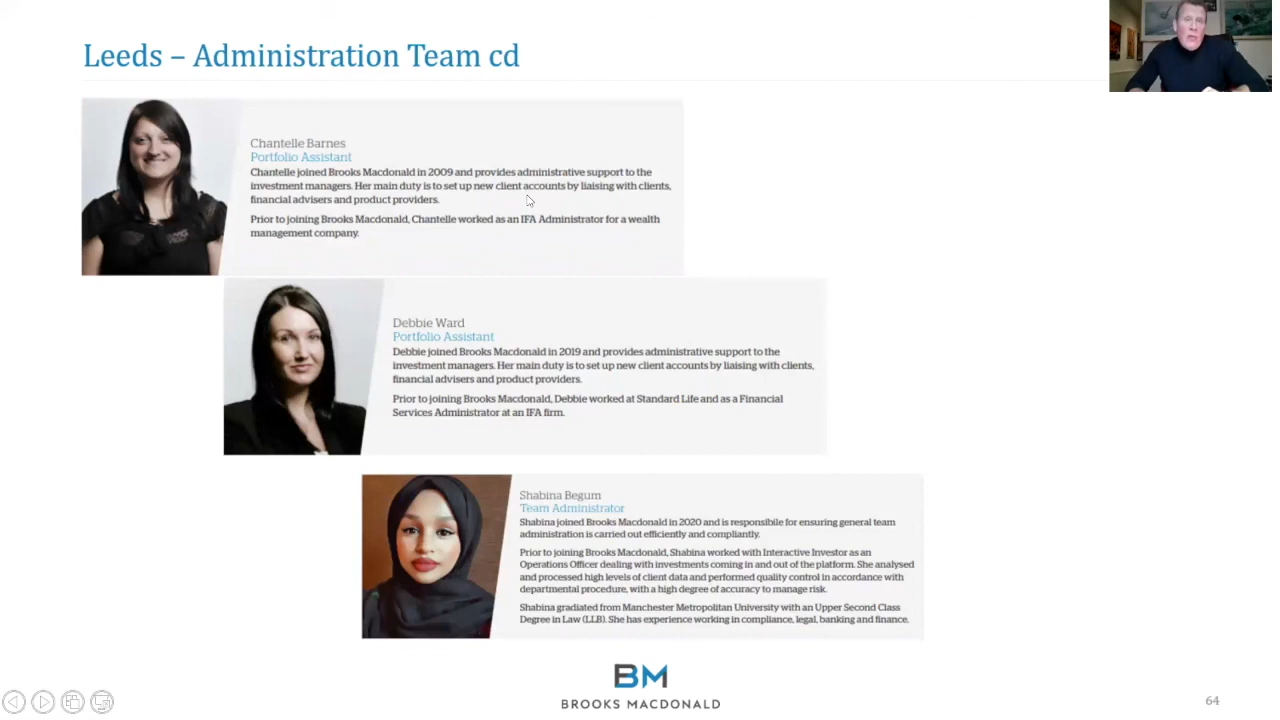 Leeds – Administration Team cd
Chantelle Barnes
Portfolio Assistant
Chantelle joined Brooks Macdonald in 2009 and provides administrative support to the
investment managers. Her main duty is to set up new client accounts by liaising with clients,
financial advisers and product providers.
Prior to joining Brooks Macdonald, Chantelle worked as an IFA Administrator for a wealth
management company.
Debbie Ward
Portfolio Assistant
Debbie joined Brooks Macdonald in 2019 and provides administrative support to the
investment managers. Her main duty is to set up new client accounts by liaising with clients,
financial advisers and product providers.
Prior to joining Brooks Macdonald, Debbie worked at Standard Life and as a Financial
Services Administrator at an IFA firm.
Shabina Begum
Team Administrator
Shabina joined Brooks Macdonald in 2020 and is responsibile for ensuring general team
administration is carried out efficiently and compliantly.
Prior to joining Brooks Macdonald, Shabina worked with Interactive Investor as an
Operations Officer dealing with investments coming in and out of the platform. She analysed
and processed high levels of client data and performed quality control in accordance with
departmental procedure, with a high degree of accuracy to manage risk.
Shabina gradiated from Manchester Metropolitan University with an Upper Second Class
Degree in Law (LLB). She has experience working in compliance, legal, banking and finance.
BM
BROOKS MACDONALD
64